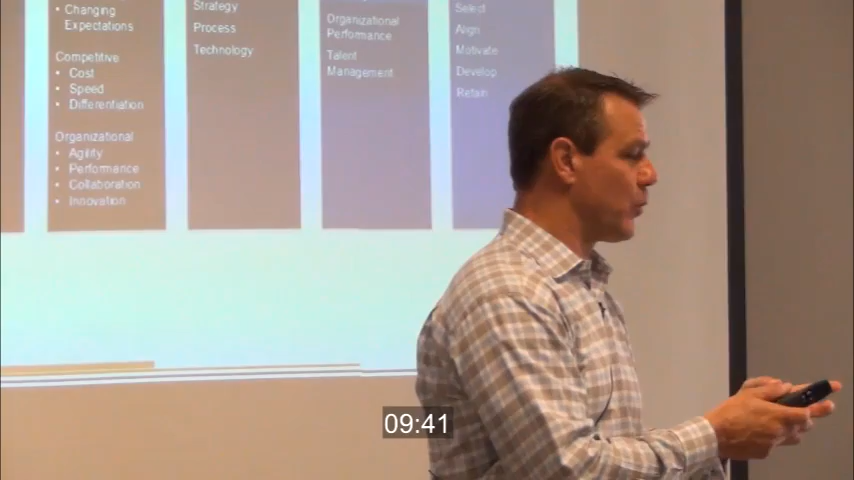 • Changing
Expectations
Competitive
• Cost
• Speed
• Differentiation
Organizational
• Agility
• Performance
• Collaboration
• Innovation
Strategy
Process
Technology
Organizational
Performance
Talent
Management
Select
Align
Motivate
Develop
Retain
09:41